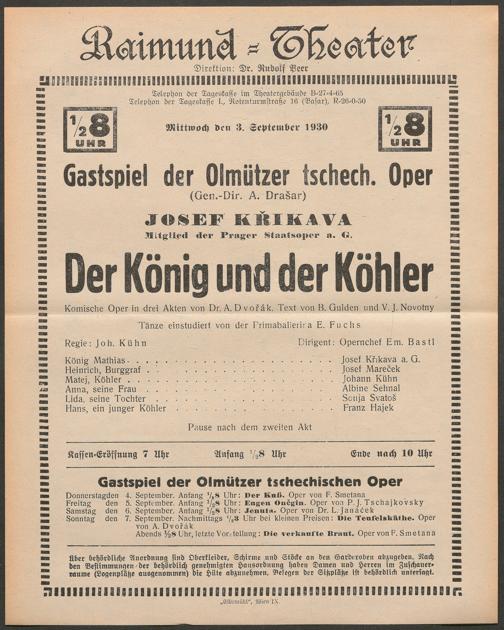 Raimund=Theater
Direktion: Dr. Rudolf Beer
Telephon der Tageskasse im Theatergebäude B-27-4-65
Telephon der Tageskasse I., Rotenturmstraße 16 (Basar), R-26-0-50
1/2 8 UHR
Mittwoch den 3. September 1930
1/2 8 UHR
Gastspiel der Olmützer tschech. Oper
(Gen.-Dir. A. Drašar)
JOSEF KŘIKAVA
Mitglied der Prager Staatsoper a. G.
Der König und der Köhler
Komische Oper in drei Akten von Dr. A. Dvořák. Text von B. Gulden und V. J. Novotny
Tänze einstudiert von der Primaballerina E. Fuchs
Regie: Joh. Kühn Dirigent: Opernchef Em. Bastl
König Mathias . . . Josef Křikava a. G.
Heinrich, Burggraf . . . Josef Mareček
Matej, Köhler . . . Johann Kühn
Anna, seine Frau . . . Albine Sehnal
Lida, seine Tochter . . . Sonja Svatoš
Hans, ein junger Köhler . . . Franz Hajek
Pause nach dem zweiten Akt
Kassen-Eröffnung 7 Uhr Anfang 1/2 8 Uhr Ende nach 10 Uhr
Gastspiel der Olmützer tschechischen Oper
Donnerstag den 4. September. Anfang 1/2 8 Uhr: Der Kuß. Oper von F. Smetana
Freitag den 5. September. Anfang 1/2 8 Uhr: Eugen Onegin. Oper von P. J. Tschajkovsky
Samstag den 6. September. Anfang 1/2 8 Uhr: Jenufa. Oper von Dr. L. Janáček
Sonntag den 7. September. Nachmittags 1/2 3 Uhr bei kleinen Preisen: Die Teufelskäthe. Oper
von A. Dvořák
Abends 1/2 8 Uhr, letzte Vorstellung: Die verkaufte Braut. Oper von F. Smetana
Über behördliche Anordnung sind Oberkleider, Schirme und Stöcke an den Garderoben abzugeben. Nach
den Bestimmungen der behördlich genehmigten Hausordnung haben Damen und Herren im Zuschauer-
raume (Logenplätze ausgenommen) die Hüte abzunehmen. Belegen der Sitzplätze ist behördlich untersagt.
„Elbemühl“, Wien IX.